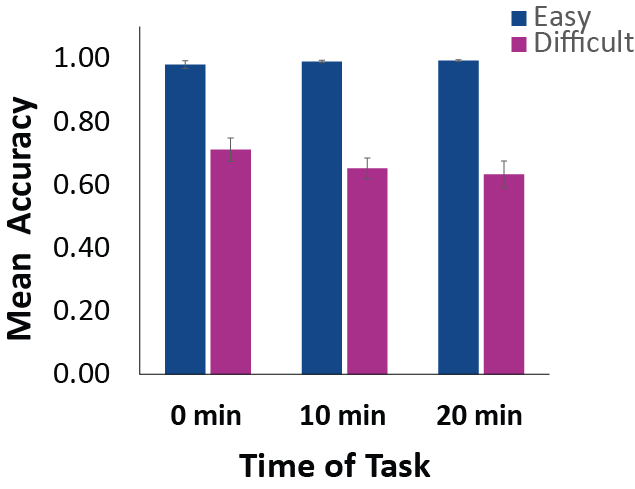 Easy
Difficult
1.00
0.80
0.60
0.40
0.20
0.00
Mean Accuracy
0 min
10 min
20 min
Time of Task